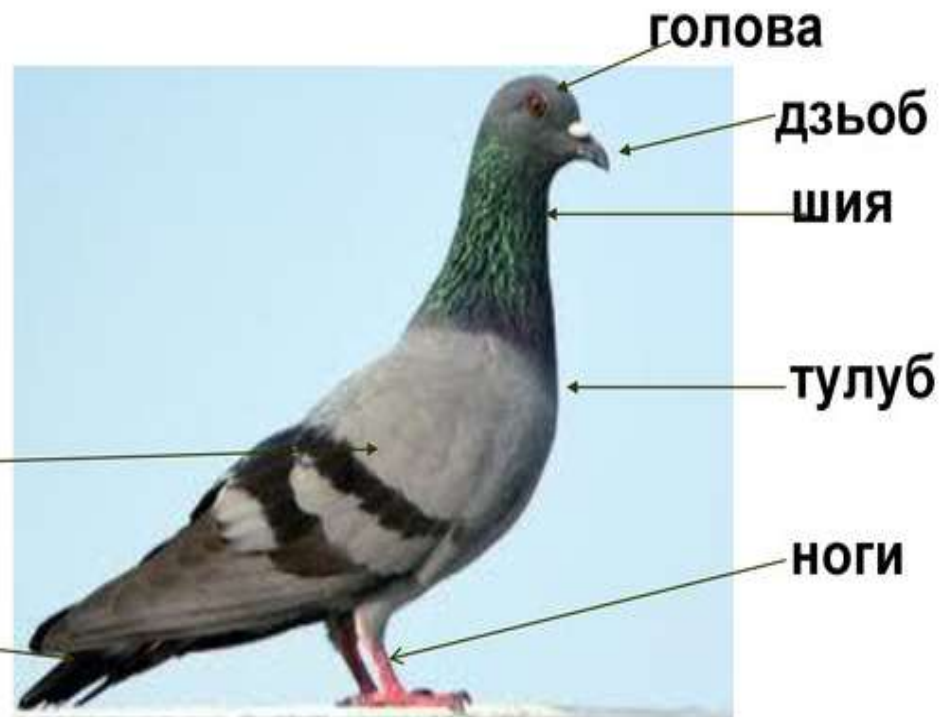 голова
дзьоб
шия
тулуб
ноги